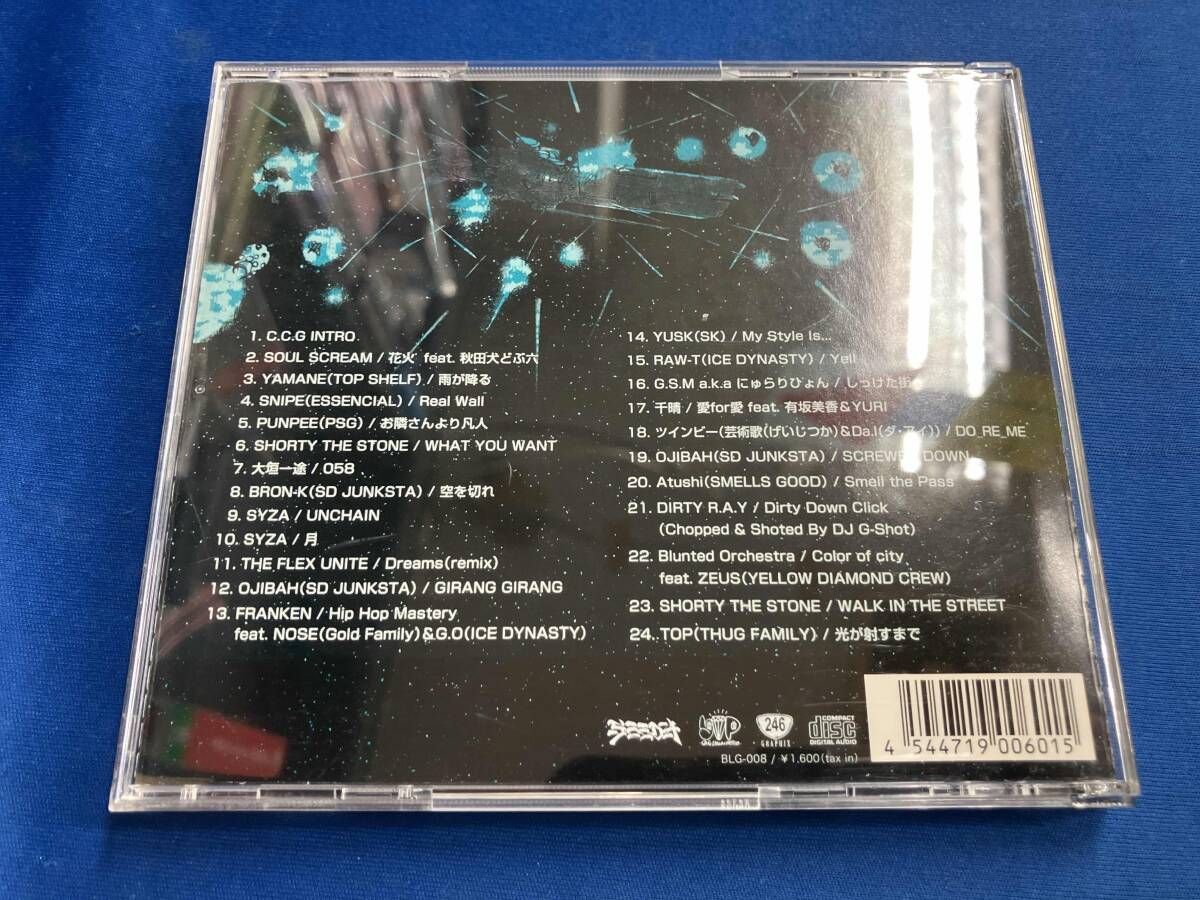 1. C.C.G INTRO
2. SOUL SCREAM / 花火 feat. 秋田犬どぶ六
3. YAMANE(TOP SHELF) / 雨が降る
4. SNIPE(ESSENCIAL) / Real Wall
5. PUNPEE(PSG) / お隣さんより凡人
6. SHORTY THE STONE / WHAT YOU WANT
7. 大垣一途 / 058
8. BRON-K(SD JUNKSTA) / 空を切れ
9. SYZA / UNCHAIN
10. SYZA / 月
11. THE FLEX UNITE / Dreams(remix)
12. OJIBAH(SD JUNKSTA) / GIRANG GIRANG
13. FRANKEN / Hip Hop Mastery
feat. NOSE(Gold Family)&G.O(ICE DYNASTY)
14. YUSK(SK) / My Style is...
15. RAW-T(ICE DYNASTY) / Yell
16. G.S.M a.k.a にゅらりひょん / しっけた街
17. 千晴 / 愛for愛 feat. 有坂美香&YURI
18. ツインビー(芸術歌(げいじつか)&Da.I(ダ・アイ)) / DO_RE_ME
19. OJIBAH(SD JUNKSTA) / SCREWED DOWN
20. Atushi(SMELLS GOOD) / Smell the Pass
21. DIRTY R.A.Y / Dirty Down Click
(Chopped & Shoted By DJ G-Shot)
22. Blunted Orchestra / Color of city
feat. ZEUS(YELLOW DIAMOND CREW)
23. SHORTY THE STONE / WALK IN THE STREET
24. TOP(THUG FAMILY) / 光が射すまで
246
GRAPHIX
COMPACT
disc
DIGITAL AUDIO
BLG-008 / ¥1,600(tax in)
4 544719 006015